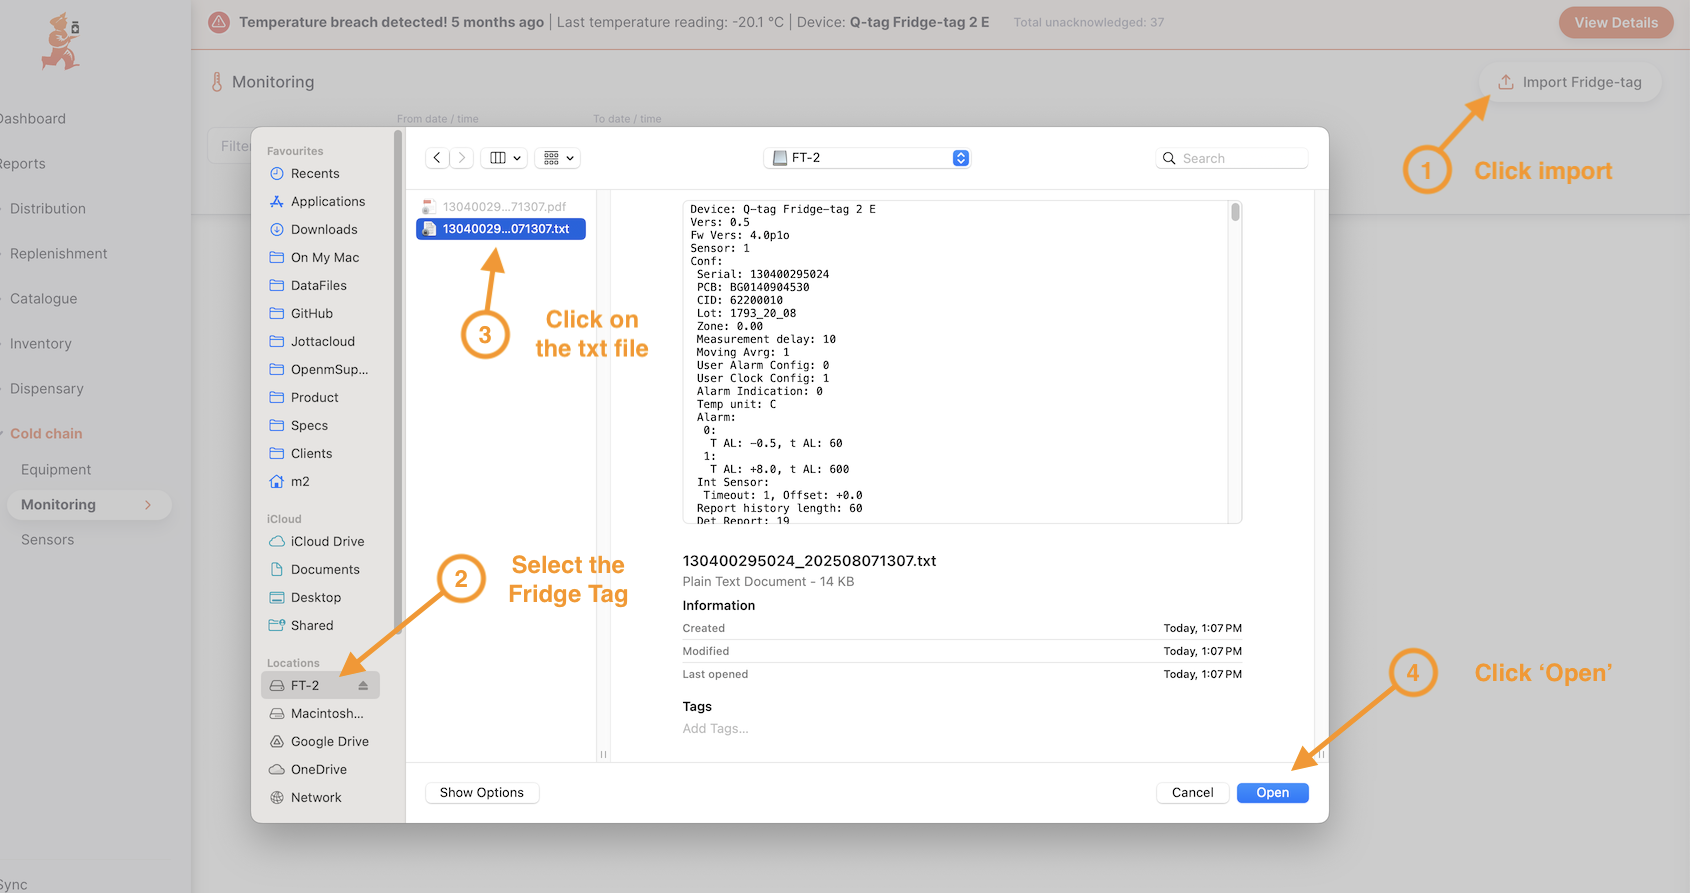 Temperature breach detected! 5 months ago | Last temperature reading: -20.1 °C | Device: Q-tag Fridge-tag 2 E Total unacknowledged: 37
View Details
Monitoring
Import Fridge-tag
From date / time
To date / time
Dashboard
Reports
Distribution
Replenishment
Catalogue
Inventory
Dispensary
Cold chain
Equipment
Monitoring
Sensors
Sync
1 Click import
Favourites
Recents
Applications
Downloads
On My Mac
DataFiles
GitHub
Jottacloud
OpenmSup...
Product
Specs
Clients
m2
iCloud
iCloud Drive
Documents
Desktop
Shared
Locations
FT-2
Macintosh...
Google Drive
OneDrive
Network
2 Select the
Fridge Tag
FT-2
Search
13040029...71307.pdf
13040029...071307.txt
3 Click on
the txt file
Device: Q-tag Fridge-tag 2 E
Vers: 0.5
Fw Vers: 4.0p1o
Sensor: 1
Conf:
Serial: 130400295024
PCB: BG0140904530
CID: 62200010
Lot: 1793_20_08
Zone: 0.00
Measurement delay: 10
Moving Avrg: 1
User Alarm Config: 0
User Clock Config: 1
Alarm Indication: 0
Temp unit: C
Alarm:
0:
T AL: -0.5, t AL: 60
1:
T AL: +8.0, t AL: 600
Int Sensor:
Timeout: 1, Offset: +0.0
Report history length: 60
Det Report: 19
130400295024_202508071307.txt
Plain Text Document - 14 KB
Information
Created Today, 1:07 PM
Modified Today, 1:07 PM
Last opened Today, 1:07 PM
Tags
Add Tags...
4 Click ‘Open’
Show Options
Cancel
Open